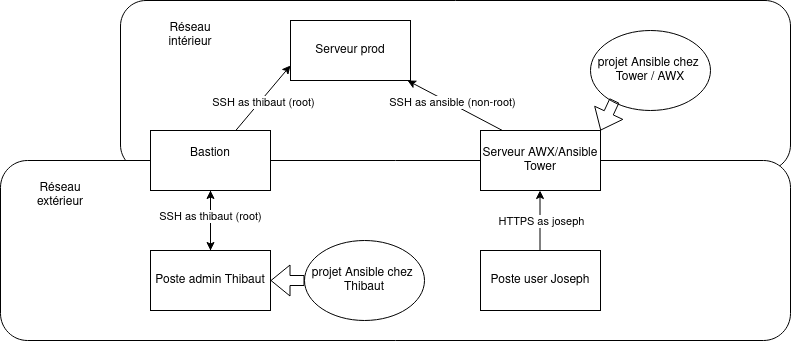 Réseau
intérieur
Serveur prod
projet Ansible chez
Tower / AWX
SSH as thibaut (root)
SSH as ansible (non-root)
Bastion
Serveur AWX/Ansible
Tower
Réseau
extérieur
SSH as thibaut (root)
HTTPS as joseph
Poste admin Thibaut
projet Ansible chez
Thibaut
Poste user Joseph